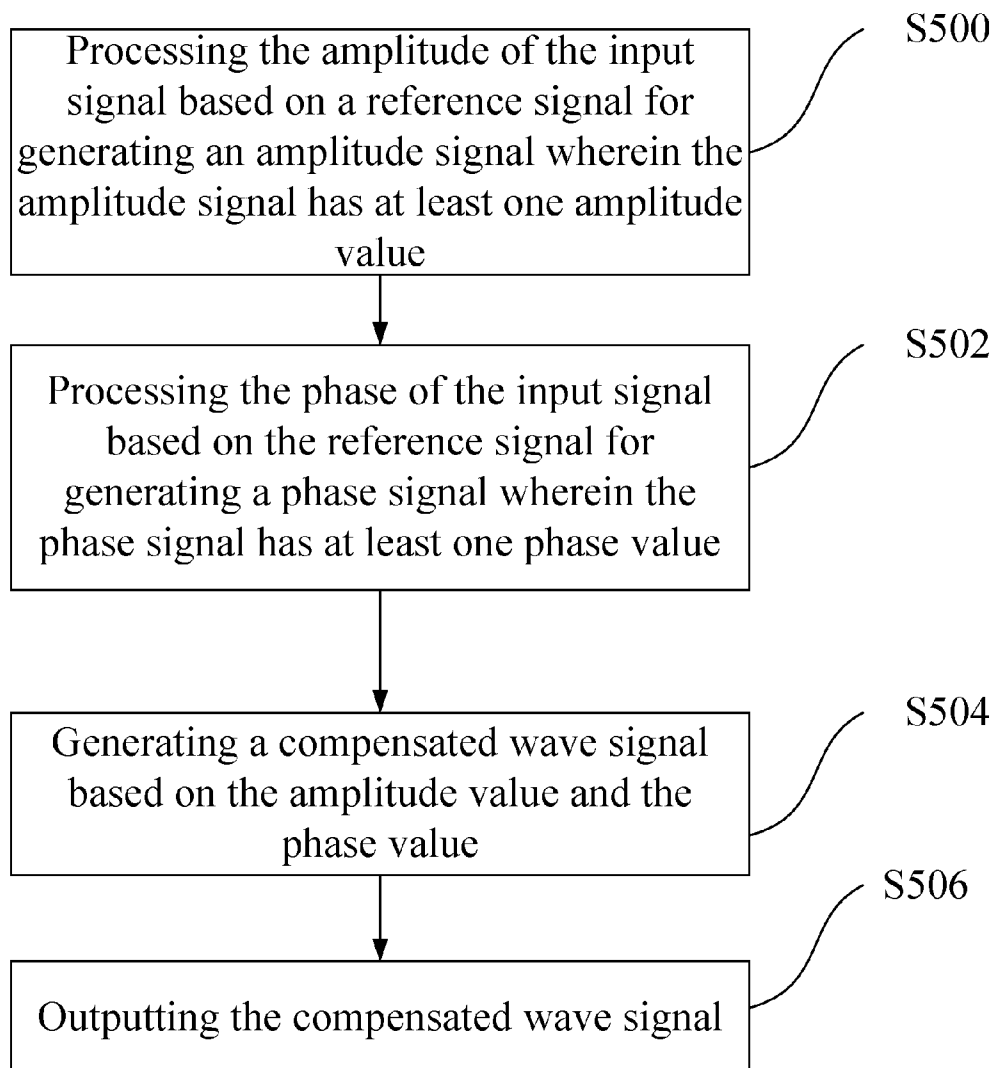 S500
Processing the amplitude of the input
signal based on a reference signal for
generating an amplitude signal wherein the
amplitude signal has at least one amplitude
value
S502
Processing the phase of the input signal
based on the reference signal for
generating a phase signal wherein the
phase signal has at least one phase value
S504
Generating a compensated wave signal
based on the amplitude value and the
phase value
S506
Outputting the compensated wave signal